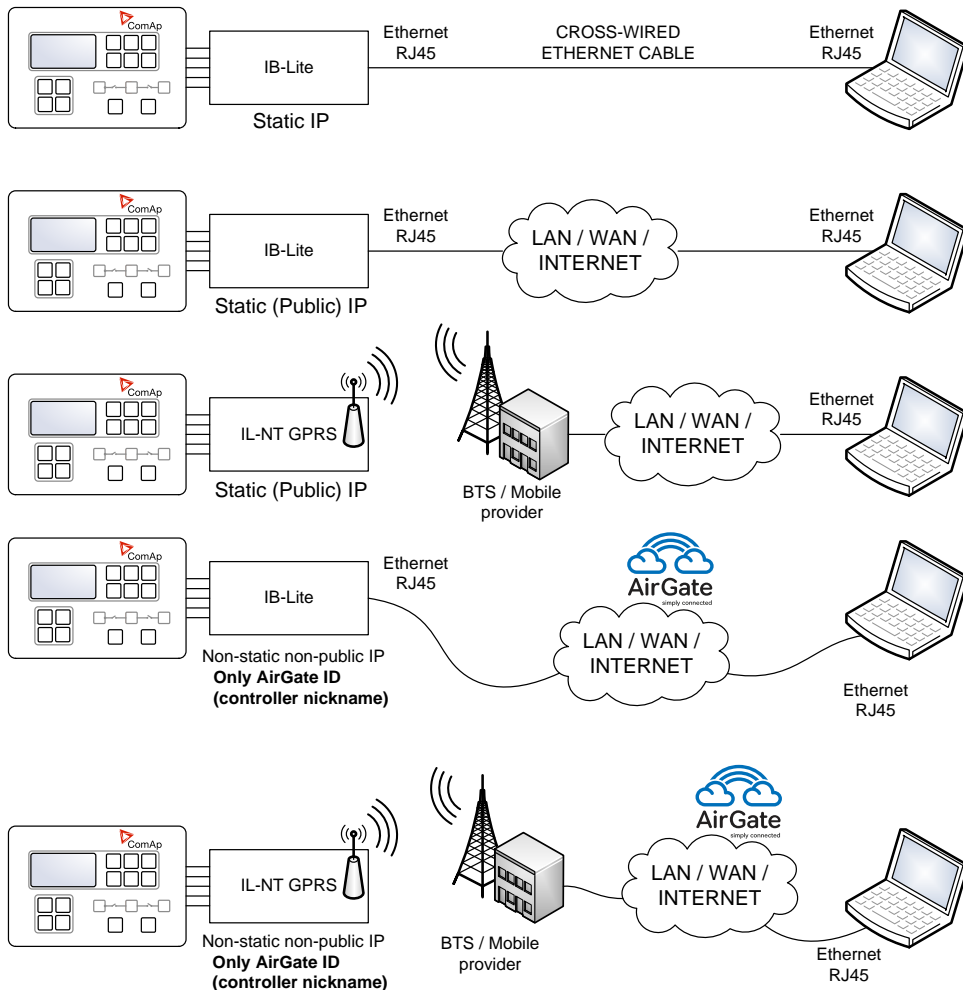 ComAp
IB-Lite
Static IP
Ethernet
RJ45
CROSS-WIRED
ETHERNET CABLE
Ethernet
RJ45
ComAp
IB-Lite
Static (Public) IP
Ethernet
RJ45
LAN / WAN /
INTERNET
Ethernet
RJ45
ComAp
IL-NT GPRS
Static (Public) IP
BTS / Mobile
provider
LAN / WAN /
INTERNET
Ethernet
RJ45
ComAp
IB-Lite
Non-static non-public IP
Only AirGate ID
(controller nickname)
Ethernet
RJ45
AirGate
simply connected
LAN / WAN /
INTERNET
Ethernet
RJ45
ComAp
IL-NT GPRS
Non-static non-public IP
Only AirGate ID
(controller nickname)
BTS / Mobile
provider
AirGate
simply connected
LAN / WAN /
INTERNET
Ethernet
RJ45